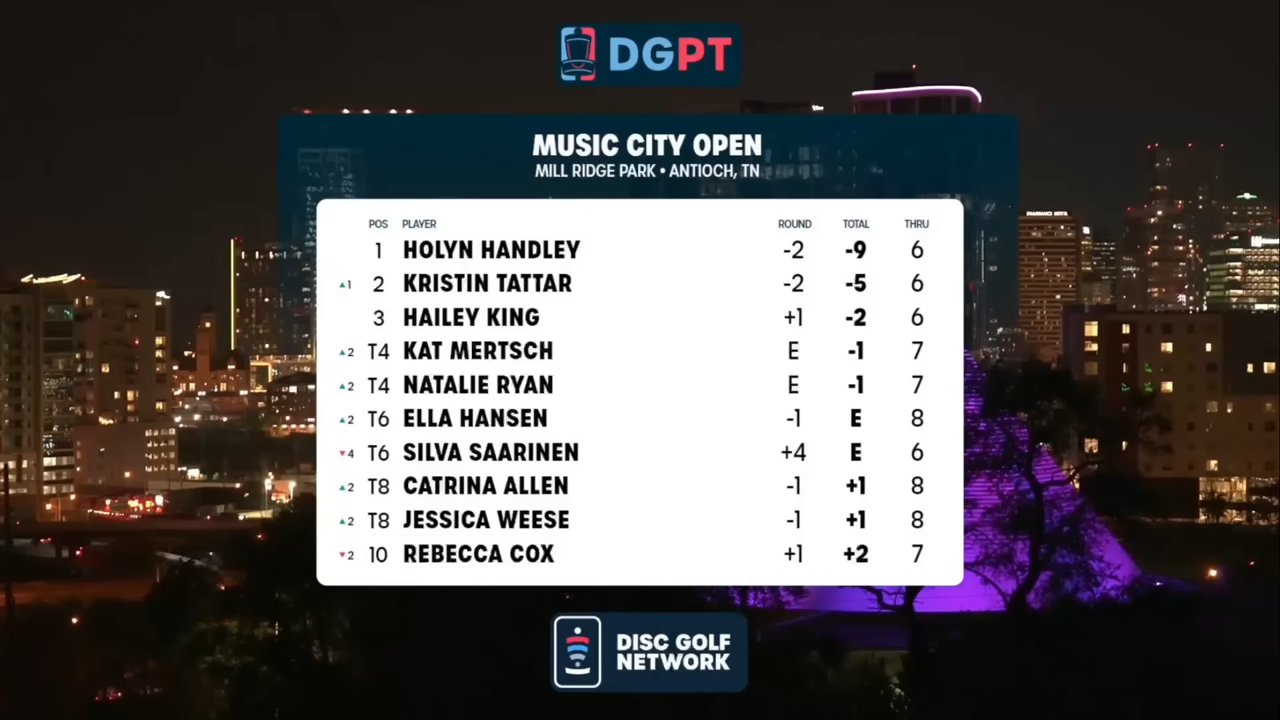 DGPT
MUSIC CITY OPEN
MILL RIDGE PARK • ANTIOCH, TN
POS PLAYER ROUND TOTAL THRU
1 HOLYN HANDLEY -2 -9 6
▲1 2 KRISTIN TATTAR -2 -5 6
3 HAILEY KING +1 -2 6
▲2 T4 KAT MERTSCH E -1 7
▲2 T4 NATALIE RYAN E -1 7
▲2 T6 ELLA HANSEN -1 E 8
▼4 T6 SILVA SAARINEN +4 E 6
▲2 T8 CATRINA ALLEN -1 +1 8
▲2 T8 JESSICA WEESE -1 +1 8
▼2 10 REBECCA COX +1 +2 7
DISC GOLF
NETWORK